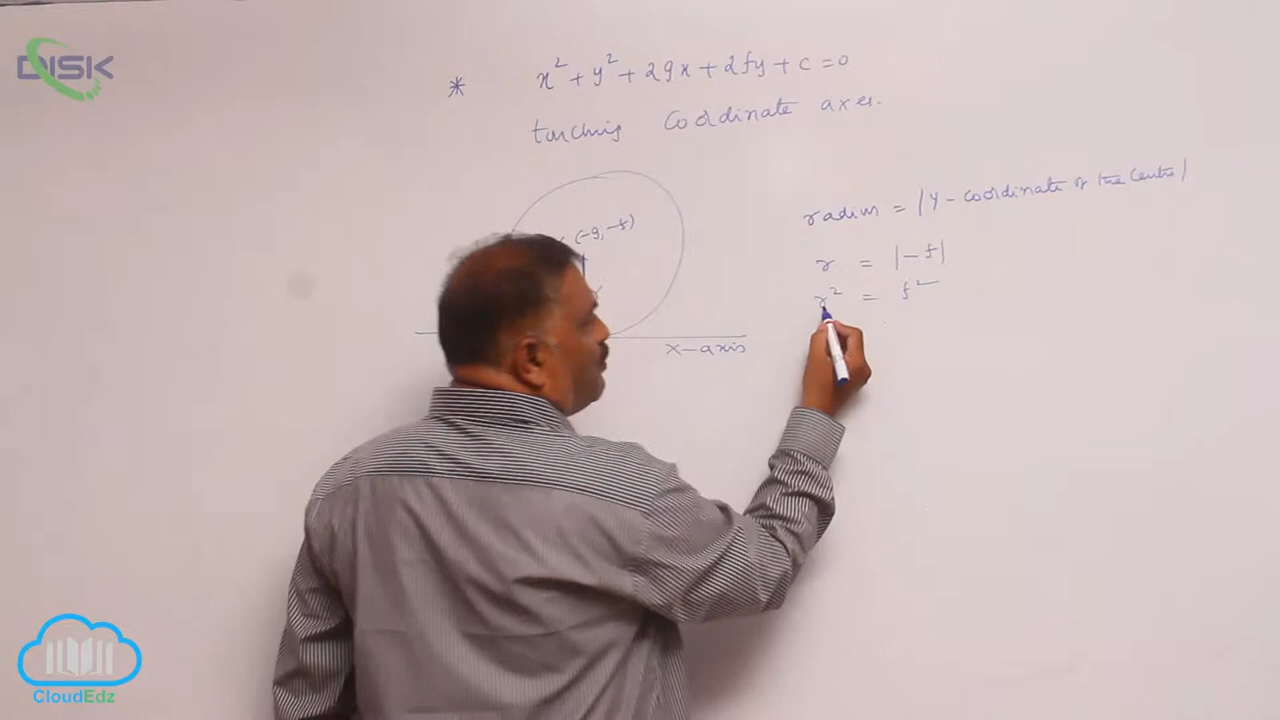 DISK
* x² + y² + 2gx + 2fy + c = 0
touching coordinate axes.
radius = |Y-coordinate of the centre|
(-g, -f)
r = |-f|
r
r² = f²
X-axis
CloudEdz